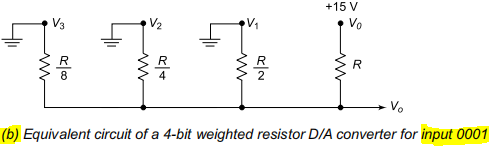 +15 V
V₃ V₂ V₁ V₀
R/8 R/4 R/2 R
Vₒ
(b) Equivalent circuit of a 4-bit weighted resistor D/A converter for input 0001